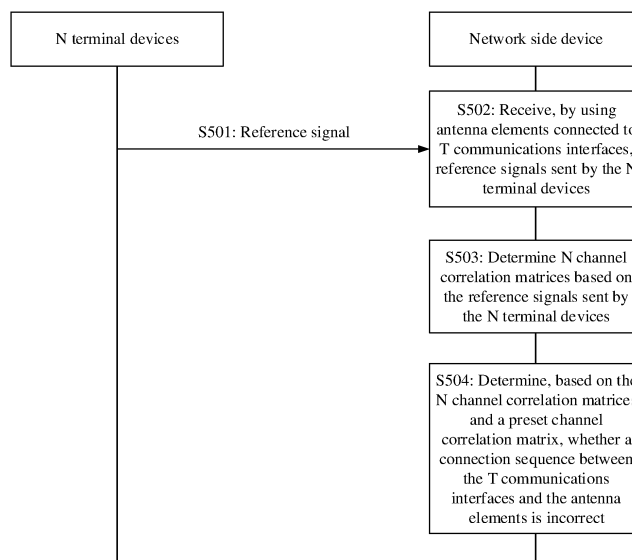 N terminal devices
Network side device
S501: Reference signal
S502: Receive, by using
antenna elements connected to
T communications interfaces,
reference signals sent by the N
terminal devices
S503: Determine N channel
correlation matrices based on
the reference signals sent by
the N terminal devices
S504: Determine, based on the
N channel correlation matrice
and a preset channel
correlation matrix, whether a
connection sequence between
the T communications
interfaces and the antenna
elements is incorrect